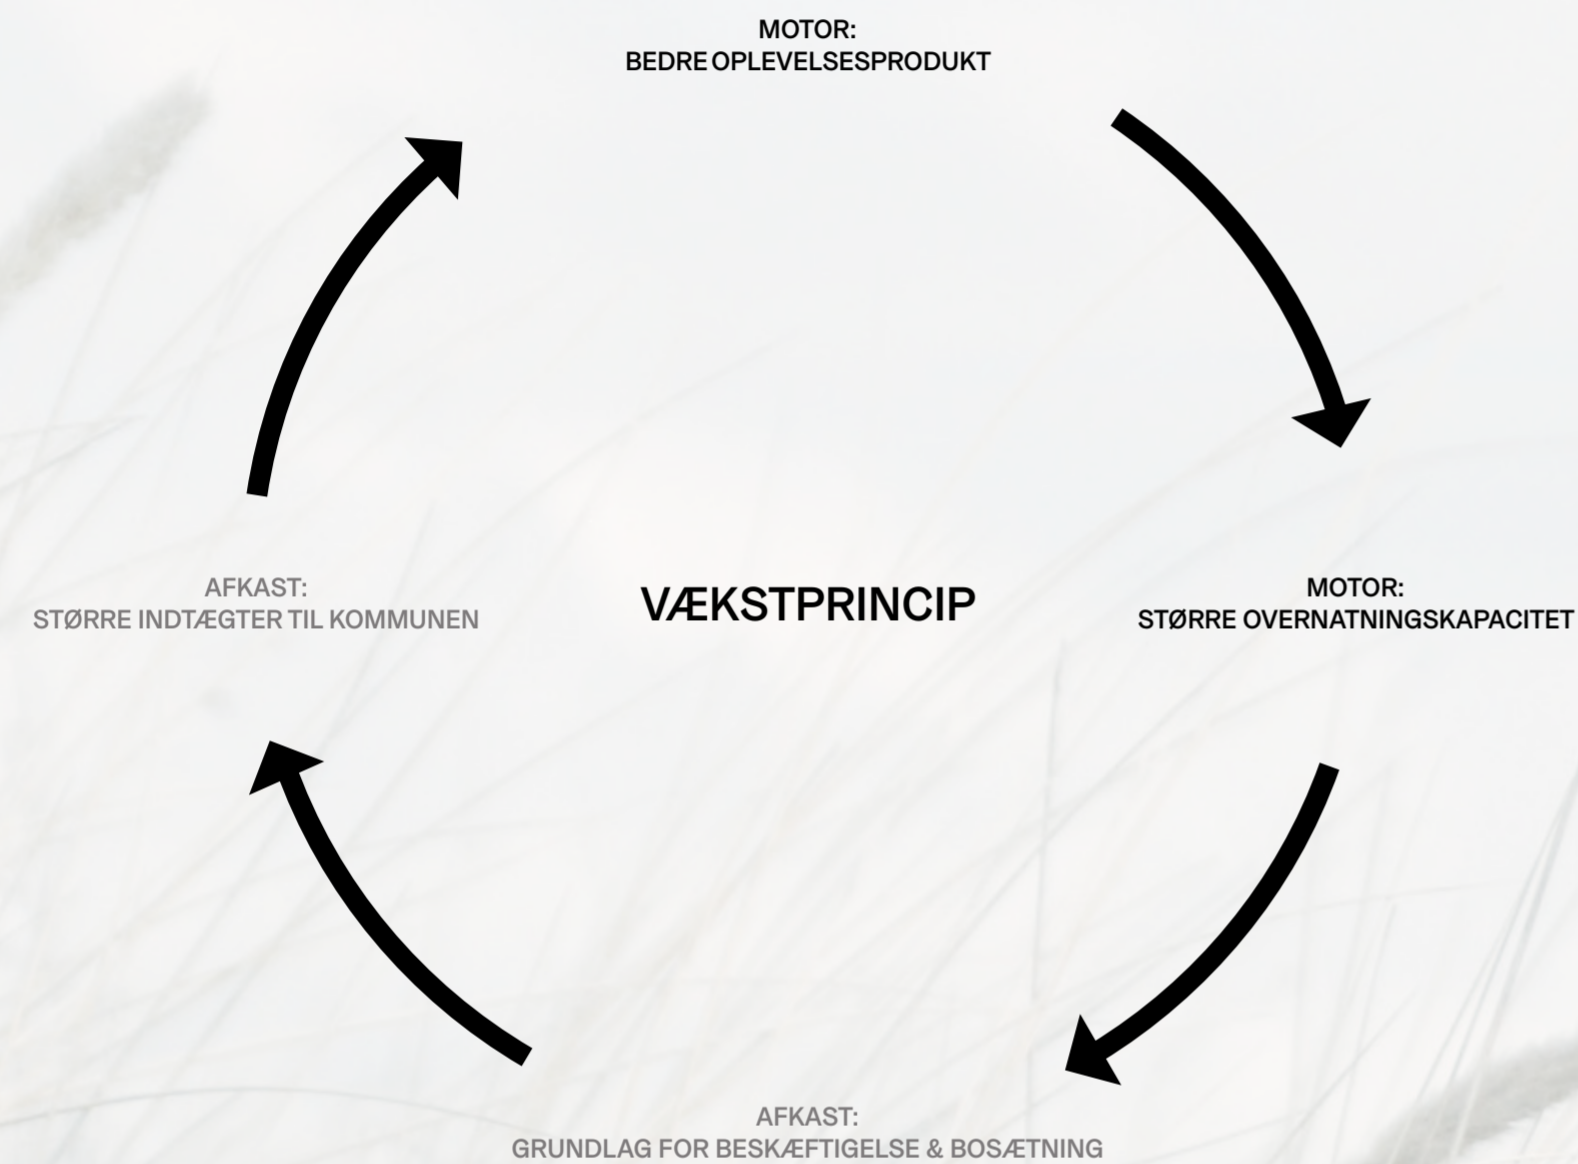 MOTOR:
BEDRE OPLEVELSESPRODUKT
AFKAST:
STØRRE INDTÆGTER TIL KOMMUNEN
VÆKSTPRINCIP
MOTOR:
STØRRE OVERNATNINGSKAPACITET
AFKAST:
GRUNDLAG FOR BESKÆFTIGELSE & BOSÆTNING